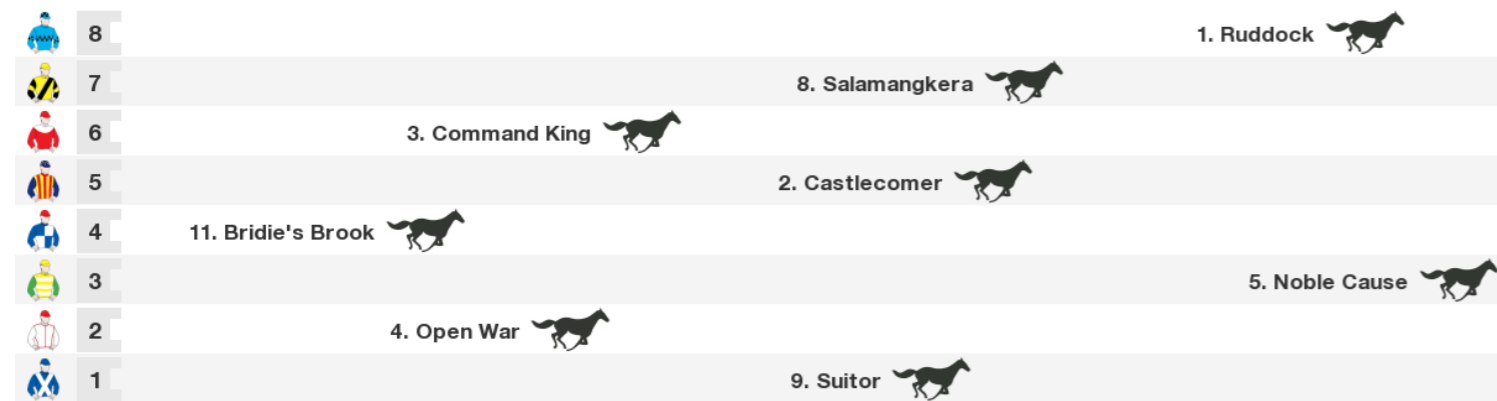 8 1. Ruddock
7 8. Salamangkera
6 3. Command King
5 2. Castlecomer
4 11. Bridie's Brook
3 5. Noble Cause
2 4. Open War
1 9. Suitor